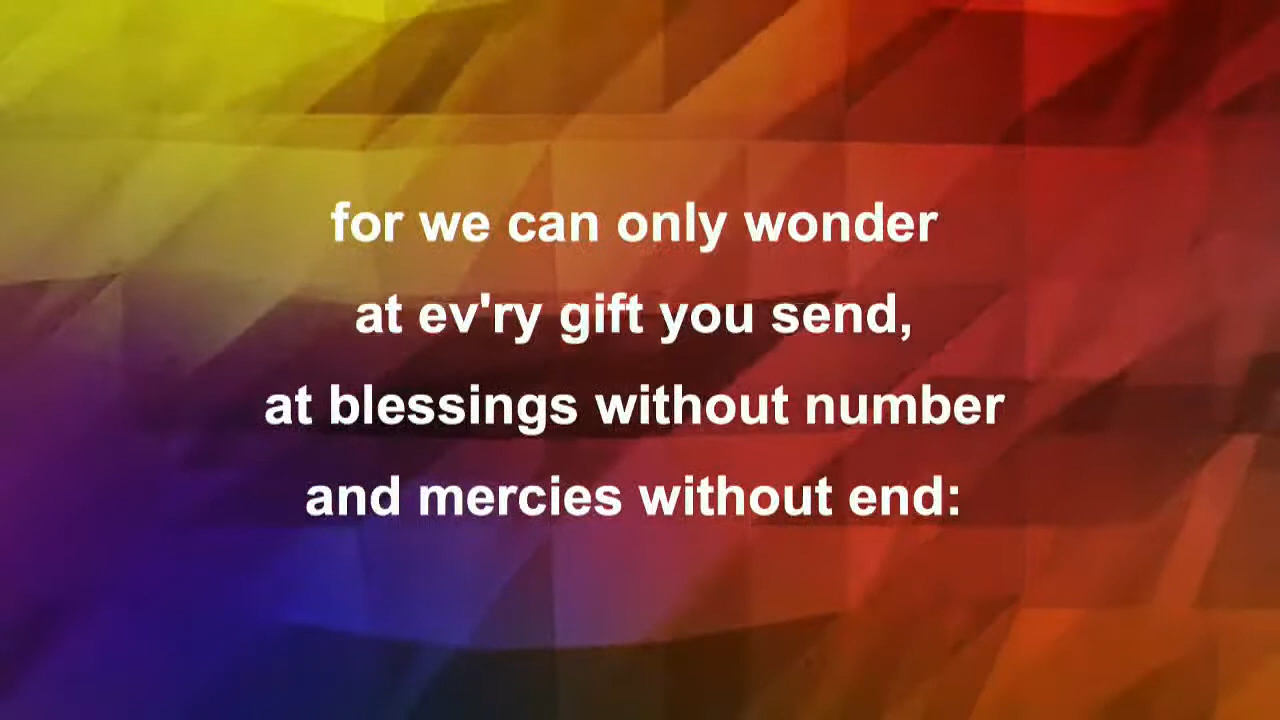 for we can only wonder
at ev'ry gift you send,
at blessings without number
and mercies without end: